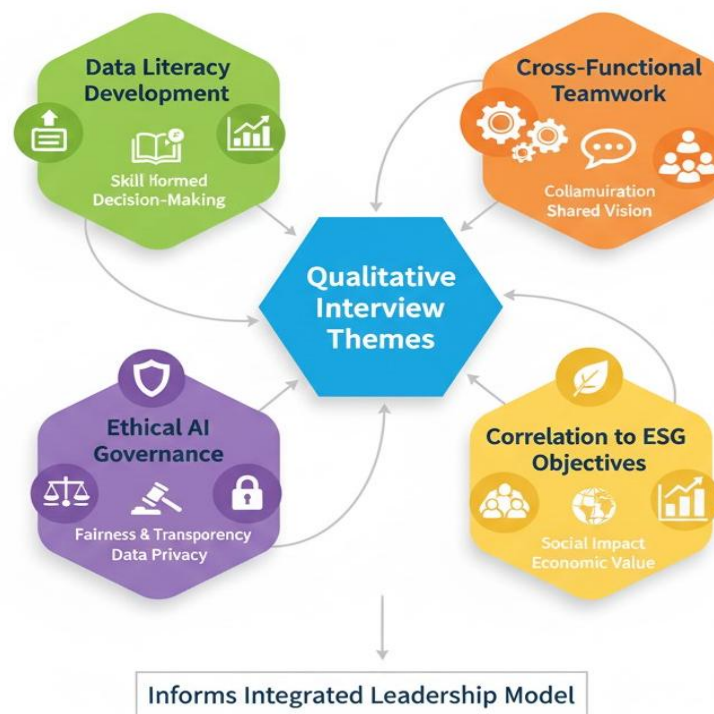 Data Literacy
Development
Skill Hormed
Decision-Making
Cross-Functional
Teamwork
Collamuiration
Shared Vision
Qualitative
Interview
Themes
Ethical AI
Governance
Fairness & Transyorency
Data Privacy
Correlation to ESG
Objectives
Social Impact
Economic Value
Informs Integrated Leadership Model